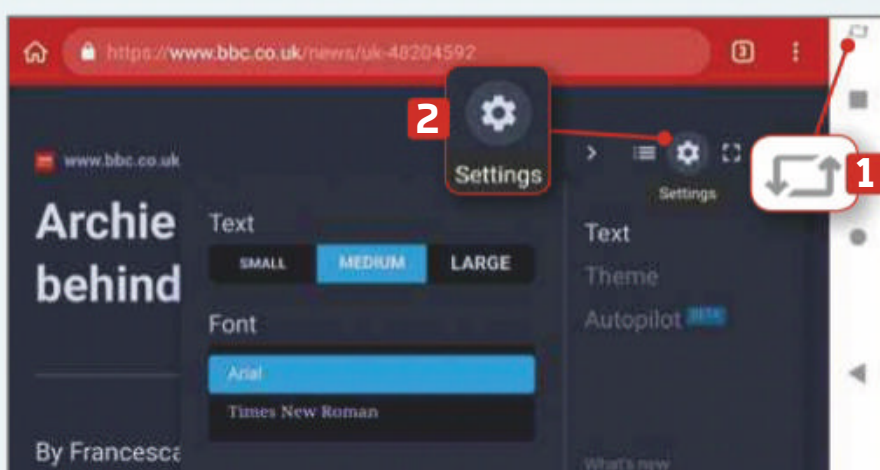 https://www.bbc.co.uk/news/uk-48204592
3
2
Settings
1
www.bbc.co.uk
Settings
Archie
behind
Text
SMALL MEDIUM LARGE
Font
Arial
Times New Roman
Text
Theme
Autopilot BETA
By Francesca
What's new